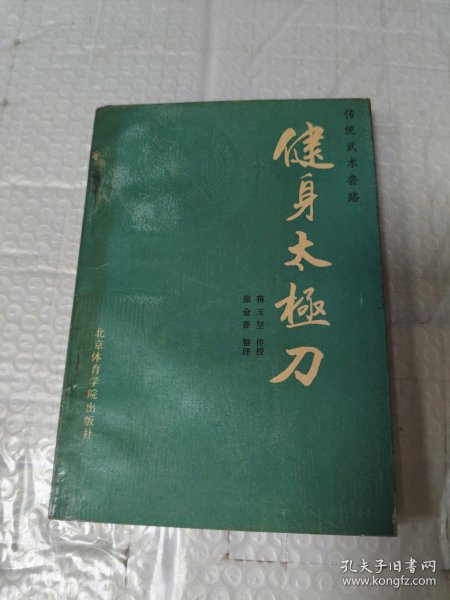 传统武术套路
健身太極刀
蒋玉堃 传授
张金普 整理
北京体育学院出版社
孔夫子旧书网
www.kongfz.com